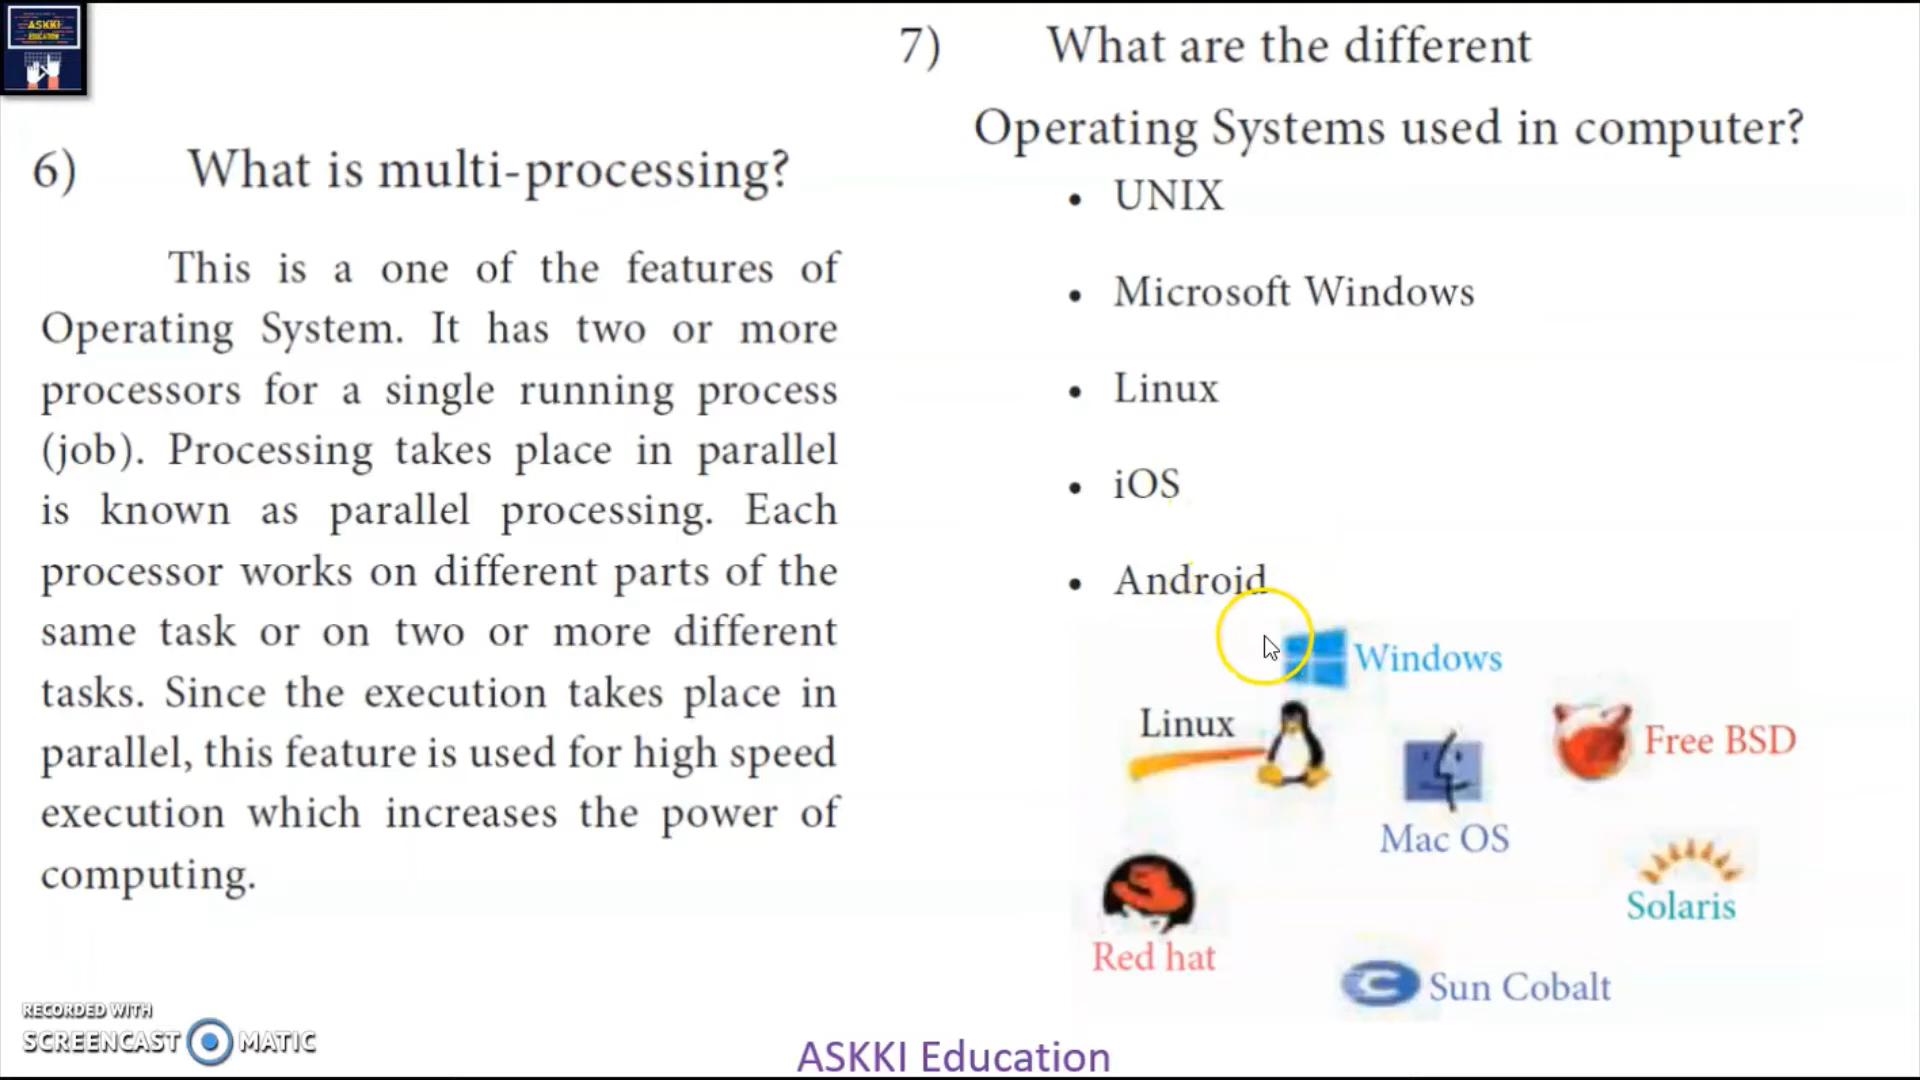 ASKKI
EDUCATION
6) What is multi-processing?
This is a one of the features of
Operating System. It has two or more
processors for a single running process
(job). Processing takes place in parallel
is known as parallel processing. Each
processor works on different parts of the
same task or on two or more different
tasks. Since the execution takes place in
parallel, this feature is used for high speed
execution which increases the power of
computing.
7) What are the different
Operating Systems used in computer?
• UNIX
• Microsoft Windows
• Linux
• iOS
• Android
Windows
Linux
Free BSD
Mac OS
Solaris
Red hat
Sun Cobalt
RECORDED WITH
SCREENCAST MATIC
ASKKI Education